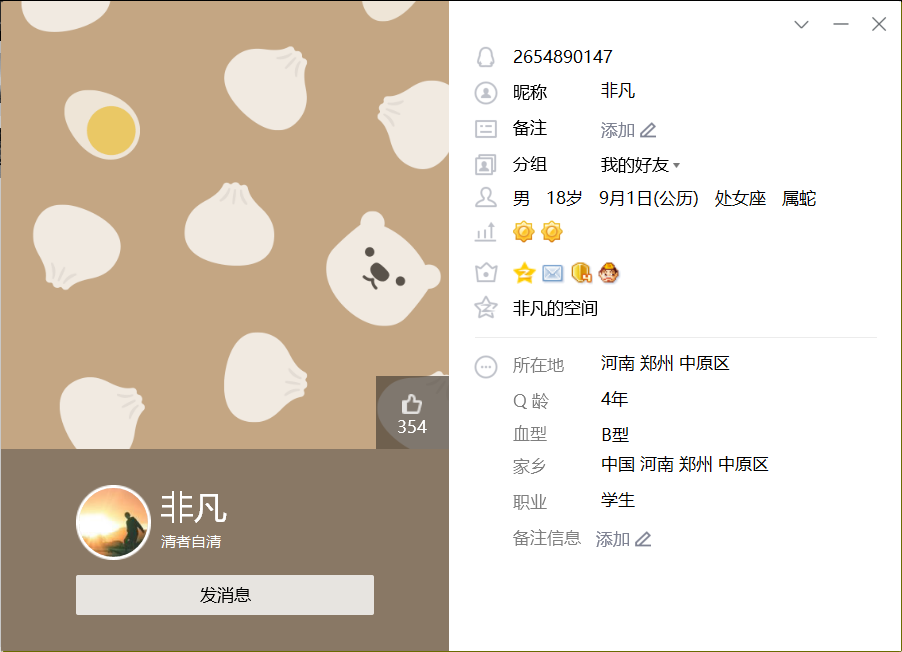 354
非凡
清者自清
发消息
2654890147
昵称 非凡
备注 添加
分组 我的好友
男 18岁 9月1日(公历) 处女座 属蛇
非凡的空间
所在地 河南 郑州 中原区
Q 龄 4年
血型 B型
家乡 中国 河南 郑州 中原区
职业 学生
备注信息 添加